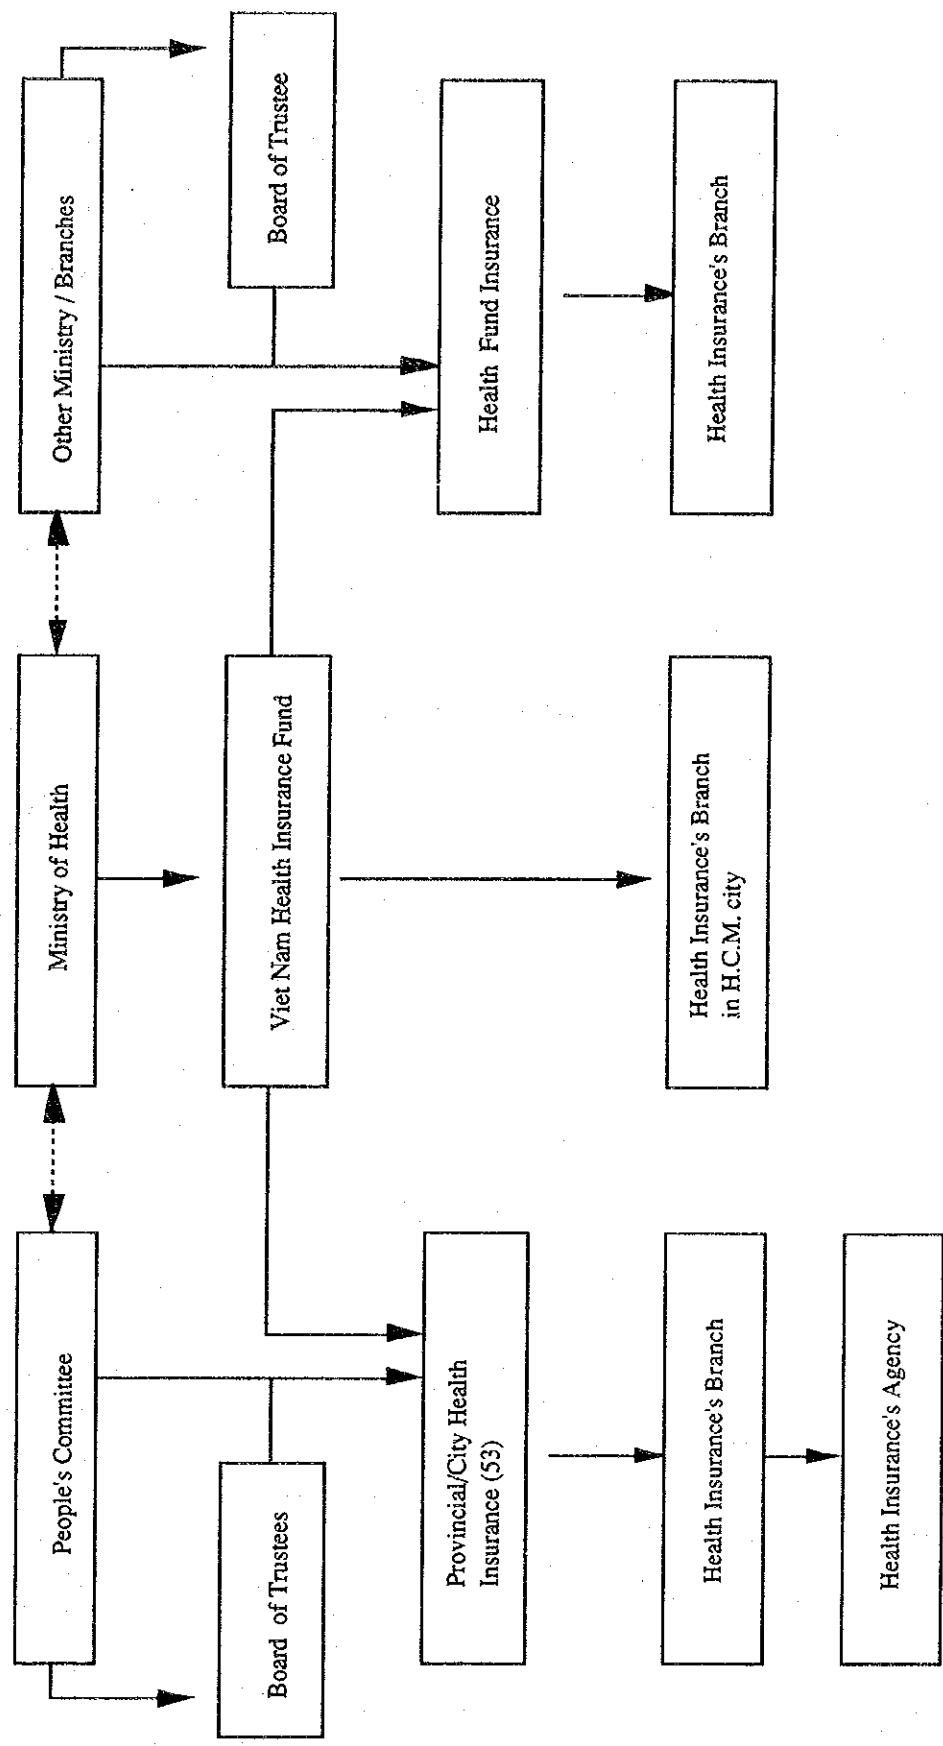 People's Committee
Ministry of Health
Other Ministry / Branches
Board of Trustees
Viet Nam Health Insurance Fund
Board of Trustee
Provincial/City Health
Insurance (53)
Health Fund Insurance
Health Insurance's Branch
Health Insurance's Branch
in H.C.M. city
Health Insurance's Branch
Health Insurance's Agency